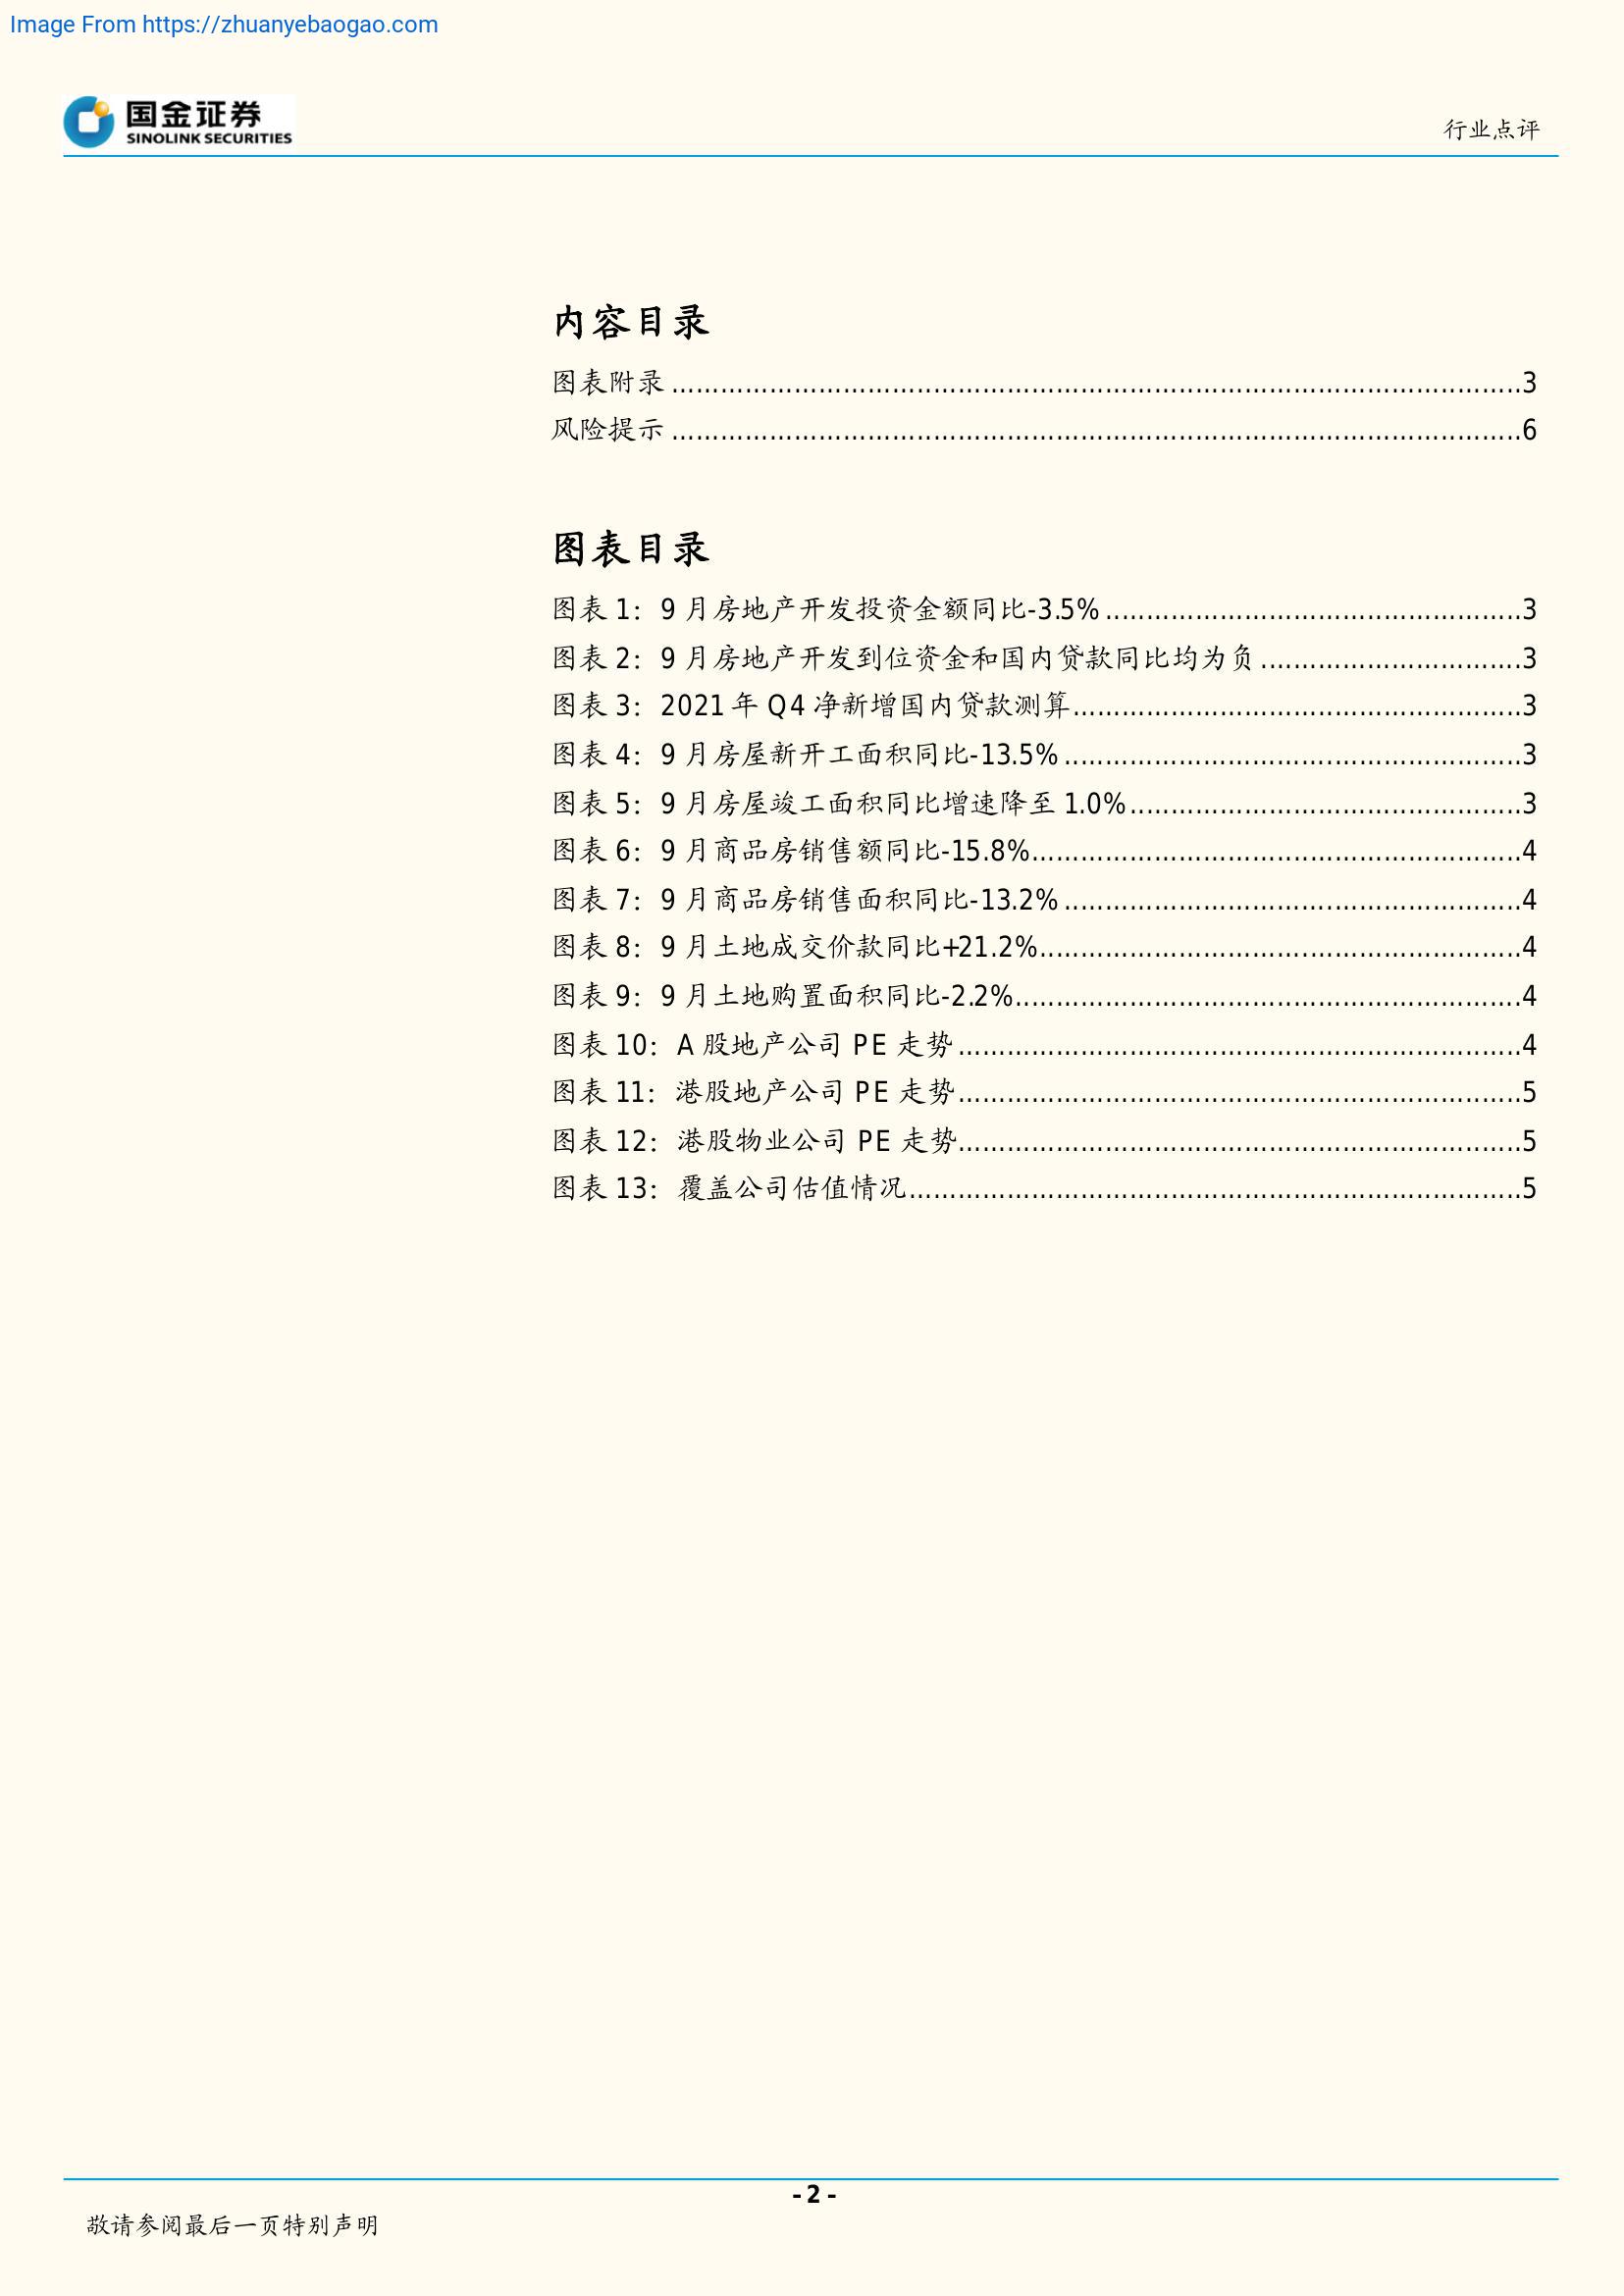 Image From https://zhuanyebaogao.com
国金证券
SINOLINK SECURITIES
行业点评
内容目录
图表附录......3
风险提示......6
图表目录
图表 1：9 月房地产开发投资金额同比-3.5%......3
图表 2：9 月房地产开发到位资金和国内贷款同比均为负......3
图表 3：2021 年 Q4 净新增国内贷款测算......3
图表 4：9 月房屋新开工面积同比-13.5%......3
图表 5：9 月房屋竣工面积同比增速降至 1.0%......3
图表 6：9 月商品房销售额同比-15.8%......4
图表 7：9 月商品房销售面积同比-13.2%......4
图表 8：9 月土地成交价款同比+21.2%......4
图表 9：9 月土地购置面积同比-2.2%......4
图表 10：A 股地产公司 PE 走势......4
图表 11：港股地产公司 PE 走势......5
图表 12：港股物业公司 PE 走势......5
图表 13：覆盖公司估值情况......5
- 2 -
敬请参阅最后一页特别声明